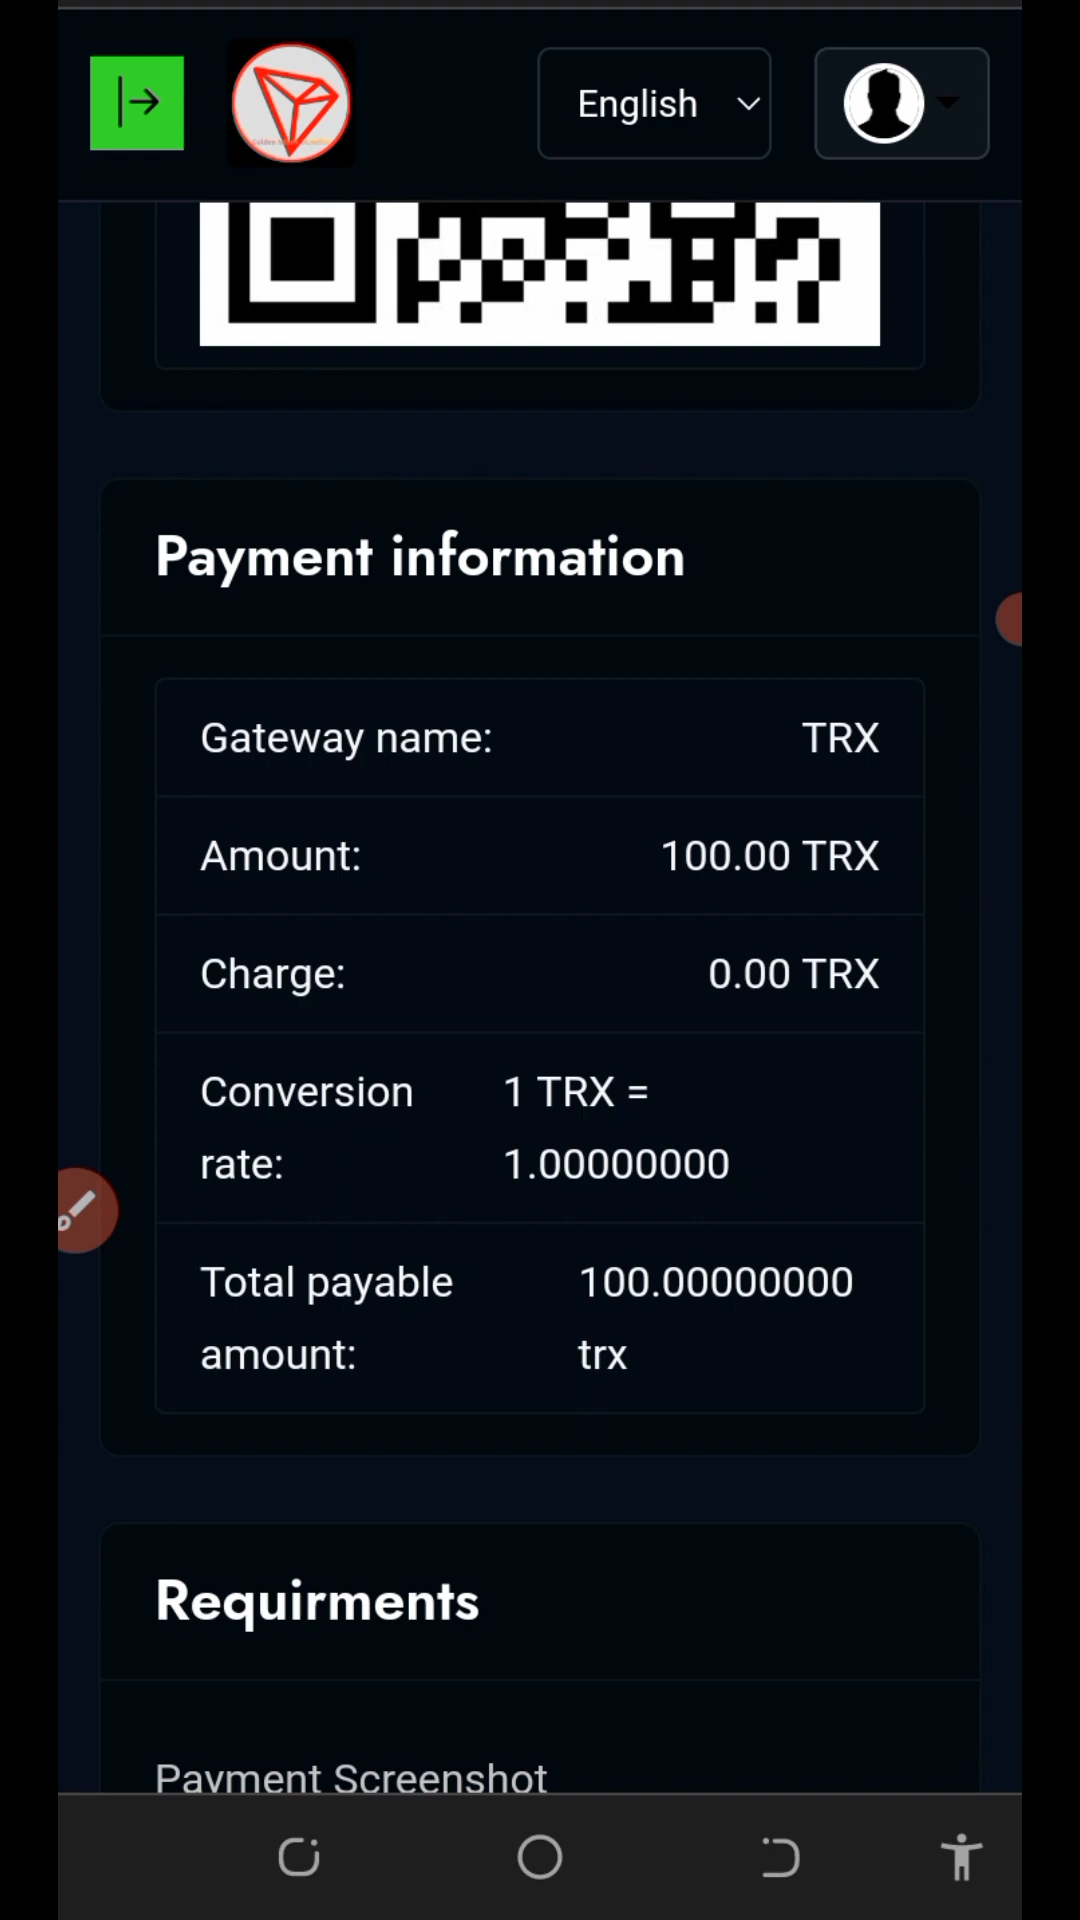 English
Payment information
Gateway name: TRX
Amount: 100.00 TRX
Charge: 0.00 TRX
Conversion rate: 1 TRX = 1.00000000
Total payable amount: 100.00000000 trx
Requirments
Payment Screenshot